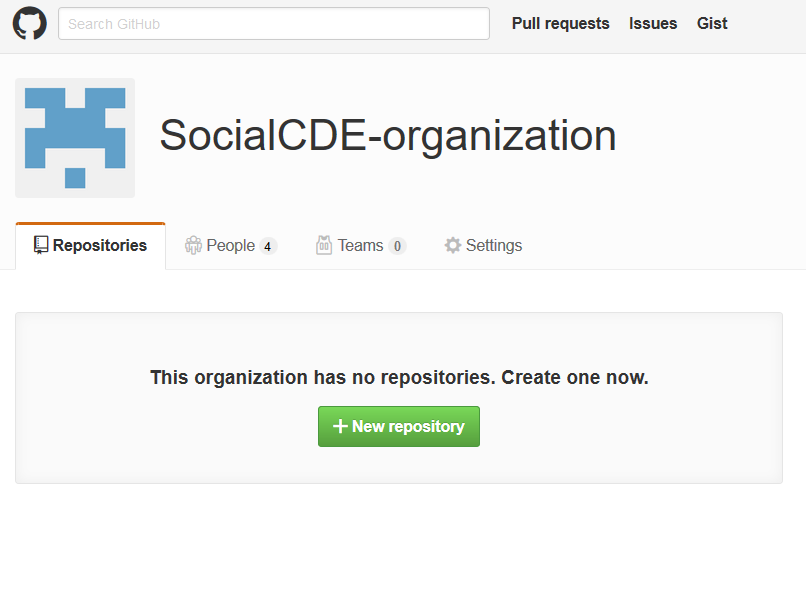 Search GitHub
Pull requests Issues Gist
SocialCDE-organization
Repositories People 4 Teams 0 Settings
This organization has no repositories. Create one now.
New repository